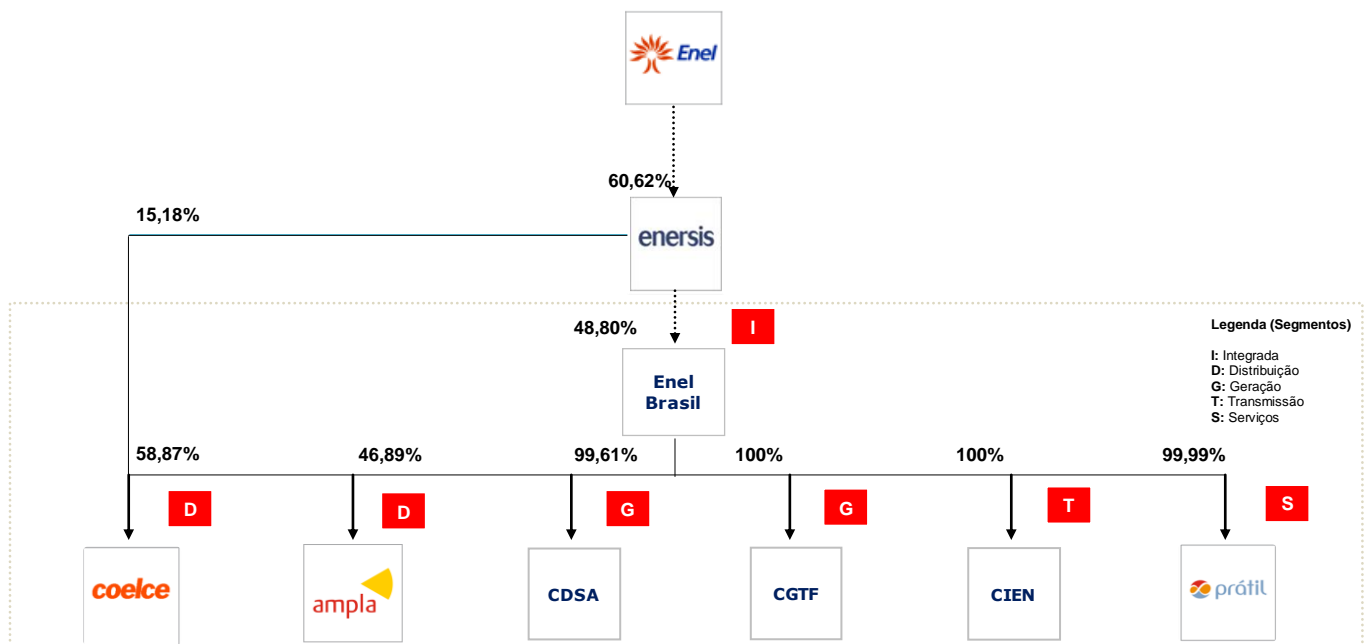 Enel
60,62%
15,18%
enersis
48,80%
I
Legenda (Segmentos)
I: Integrada
D: Distribuição
G: Geração
T: Transmissão
S: Serviços
Enel
Brasil
58,87%
46,89%
99,61%
100%
100%
99,99%
D
D
G
G
T
S
coelce
ampla
CDSA
CGTF
CIEN
prátil